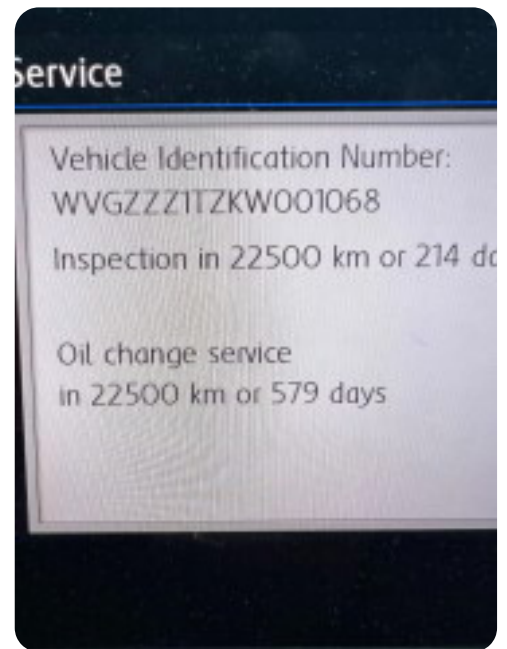 Service
Vehicle Identification Number:
WVGZZZ1TZKW001068
Inspection in 22500 km or 214
Oil change service
in 22500 km or 579 days